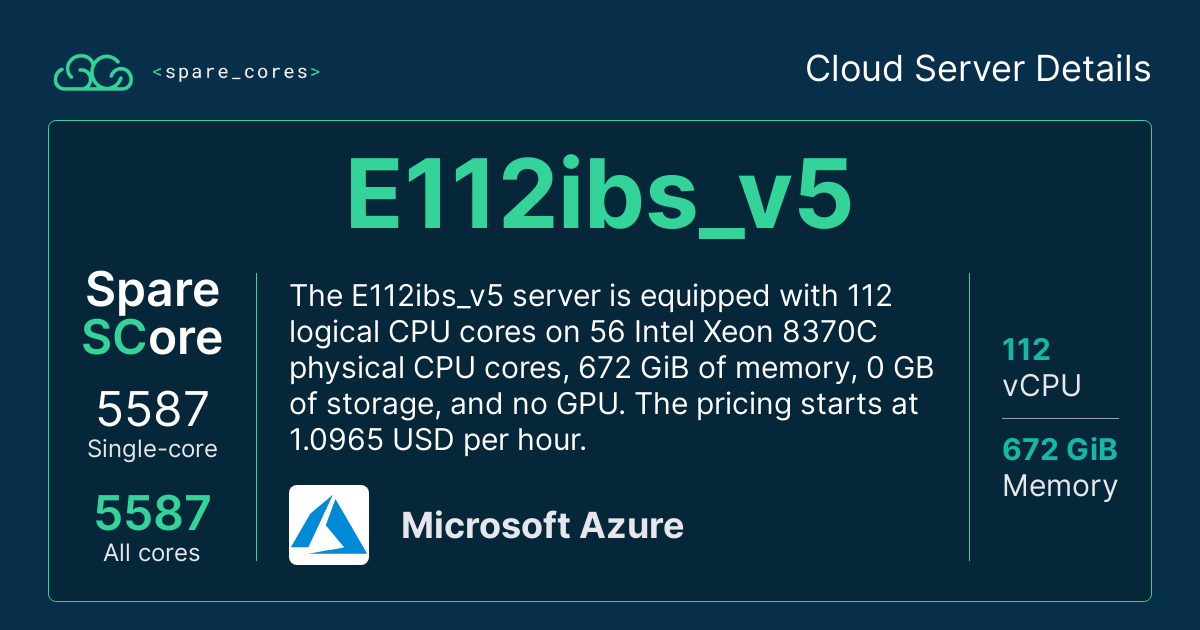 <spare_cores>
Cloud Server Details
E112ibs_v5
Spare
SCore
5587
Single-core
5587
All cores
The E112ibs_v5 server is equipped with 112
logical CPU cores on 56 Intel Xeon 8370C
physical CPU cores, 672 GiB of memory, 0 GB
of storage, and no GPU. The pricing starts at
1.0965 USD per hour.
Microsoft Azure
112
vCPU
672 GiB
Memory